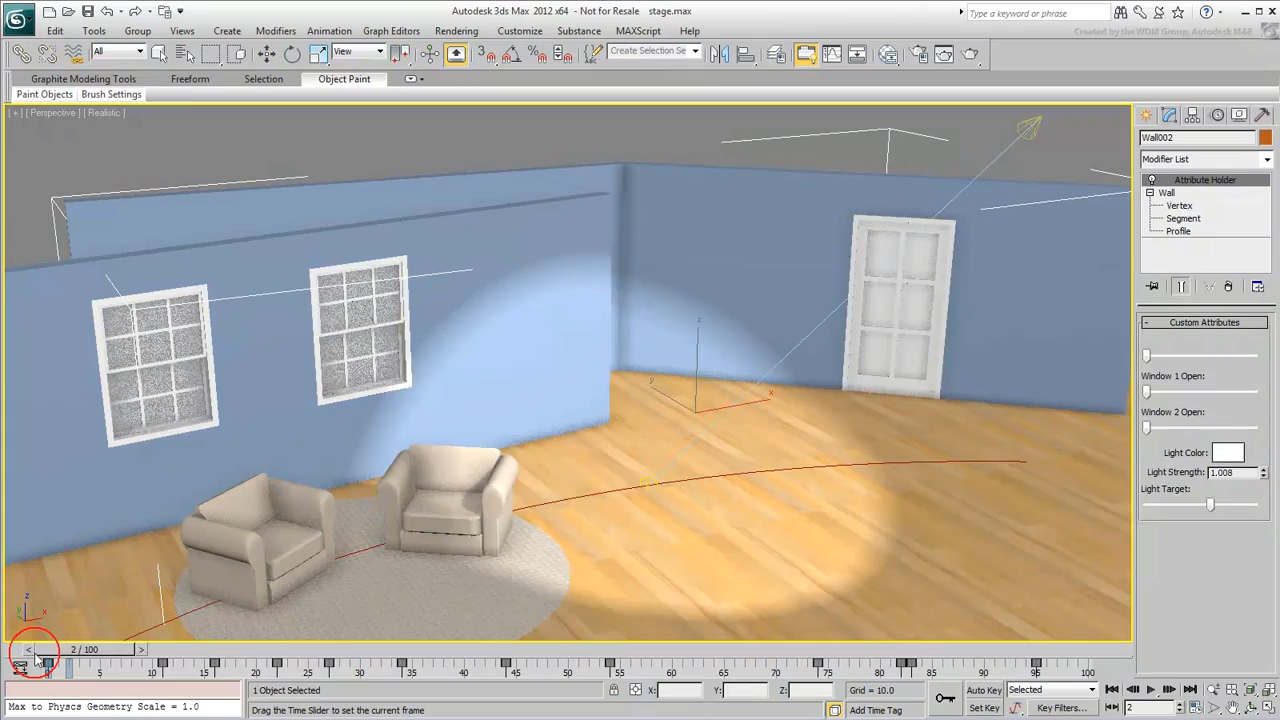 Autodesk 3ds Max 2012 x64 - Not for Resale stage.max
Type a keyword or phrase
Created by the WOM Group, Autodesk M&E
Edit Tools Group Views Create Modifiers Animation Graph Editors Rendering Customize Substance MAXScript Help
All View Create Selection Se
Graphite Modeling Tools Freeform Selection Object Paint
Paint Objects Brush Settings
[ + ] [ Perspective ] [ Realistic ]
Wall002
Modifier List
Attribute Holder
Wall
Vertex
Segment
Profile
- Custom Attributes
Window 1 Open:
Window 2 Open:
Light Color:
Light Strength: 1.008
Light Target:
z
y
x
z
y
x
< 2 / 100 >
10 15 20 25 30 35 40 45 50 55 60 65 70 75 80 85 90 95 100
1 Object Selected X: Y: Z: Grid = 10.0 Auto Key Selected
Max to Physcs Geometry Scale = 1.0 Drag the Time Slider to set the current frame Add Time Tag Set Key Key Filters... 2